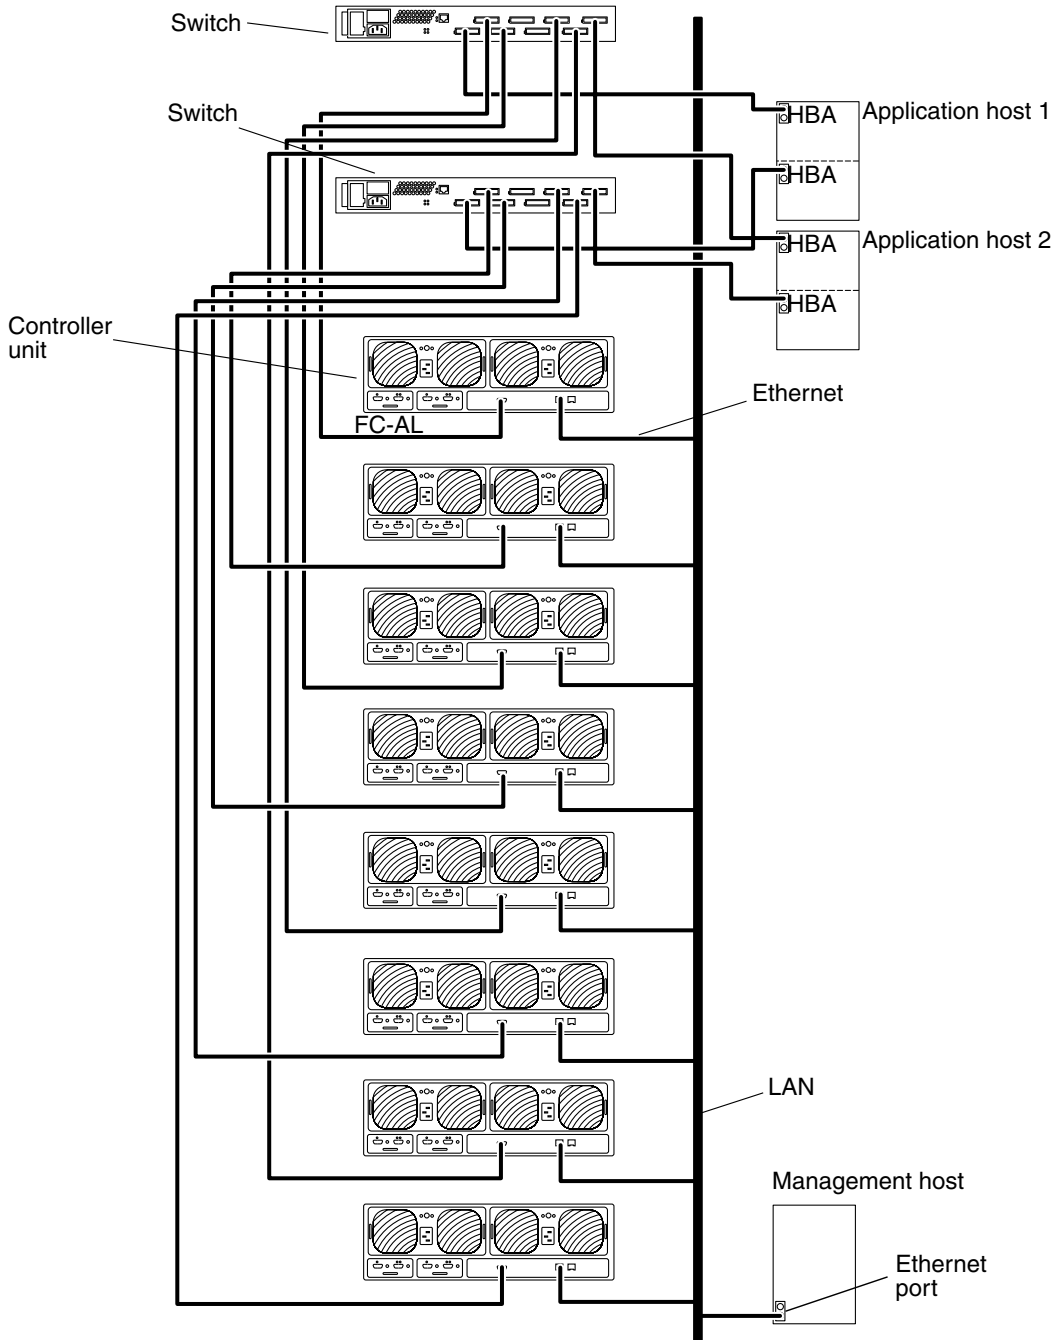 Switch
Switch
HBA
Application host 1
HBA
HBA
Application host 2
HBA
Controller
unit
Ethernet
FC-AL
LAN
Management host
Ethernet
port